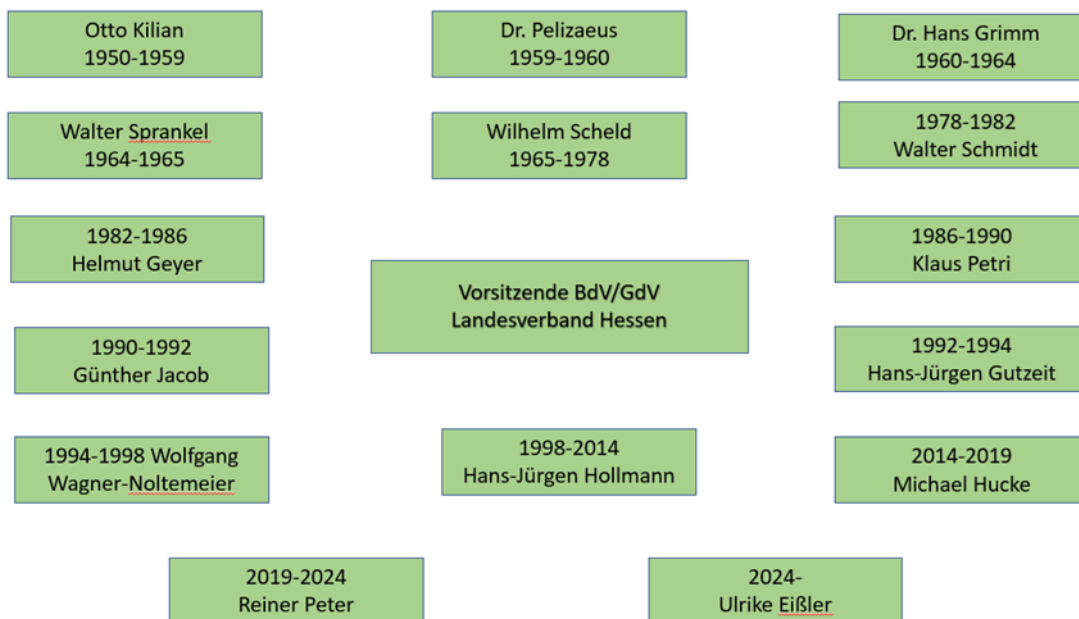 Otto Kilian
1950-1959
Dr. Pelizaeus
1959-1960
Dr. Hans Grimm
1960-1964
Walter Sprankel
1964-1965
Wilhelm Scheld
1965-1978
1978-1982
Walter Schmidt
1982-1986
Helmut Geyer
Vorsitzende BdV/GdV
Landesverband Hessen
1986-1990
Klaus Petri
1990-1992
Günther Jacob
1992-1994
Hans-Jürgen Gutzeit
1994-1998 Wolfgang
Wagner-Noltemeier
1998-2014
Hans-Jürgen Hollmann
2014-2019
Michael Hucke
2019-2024
Reiner Peter
2024-
Ulrike Eißler